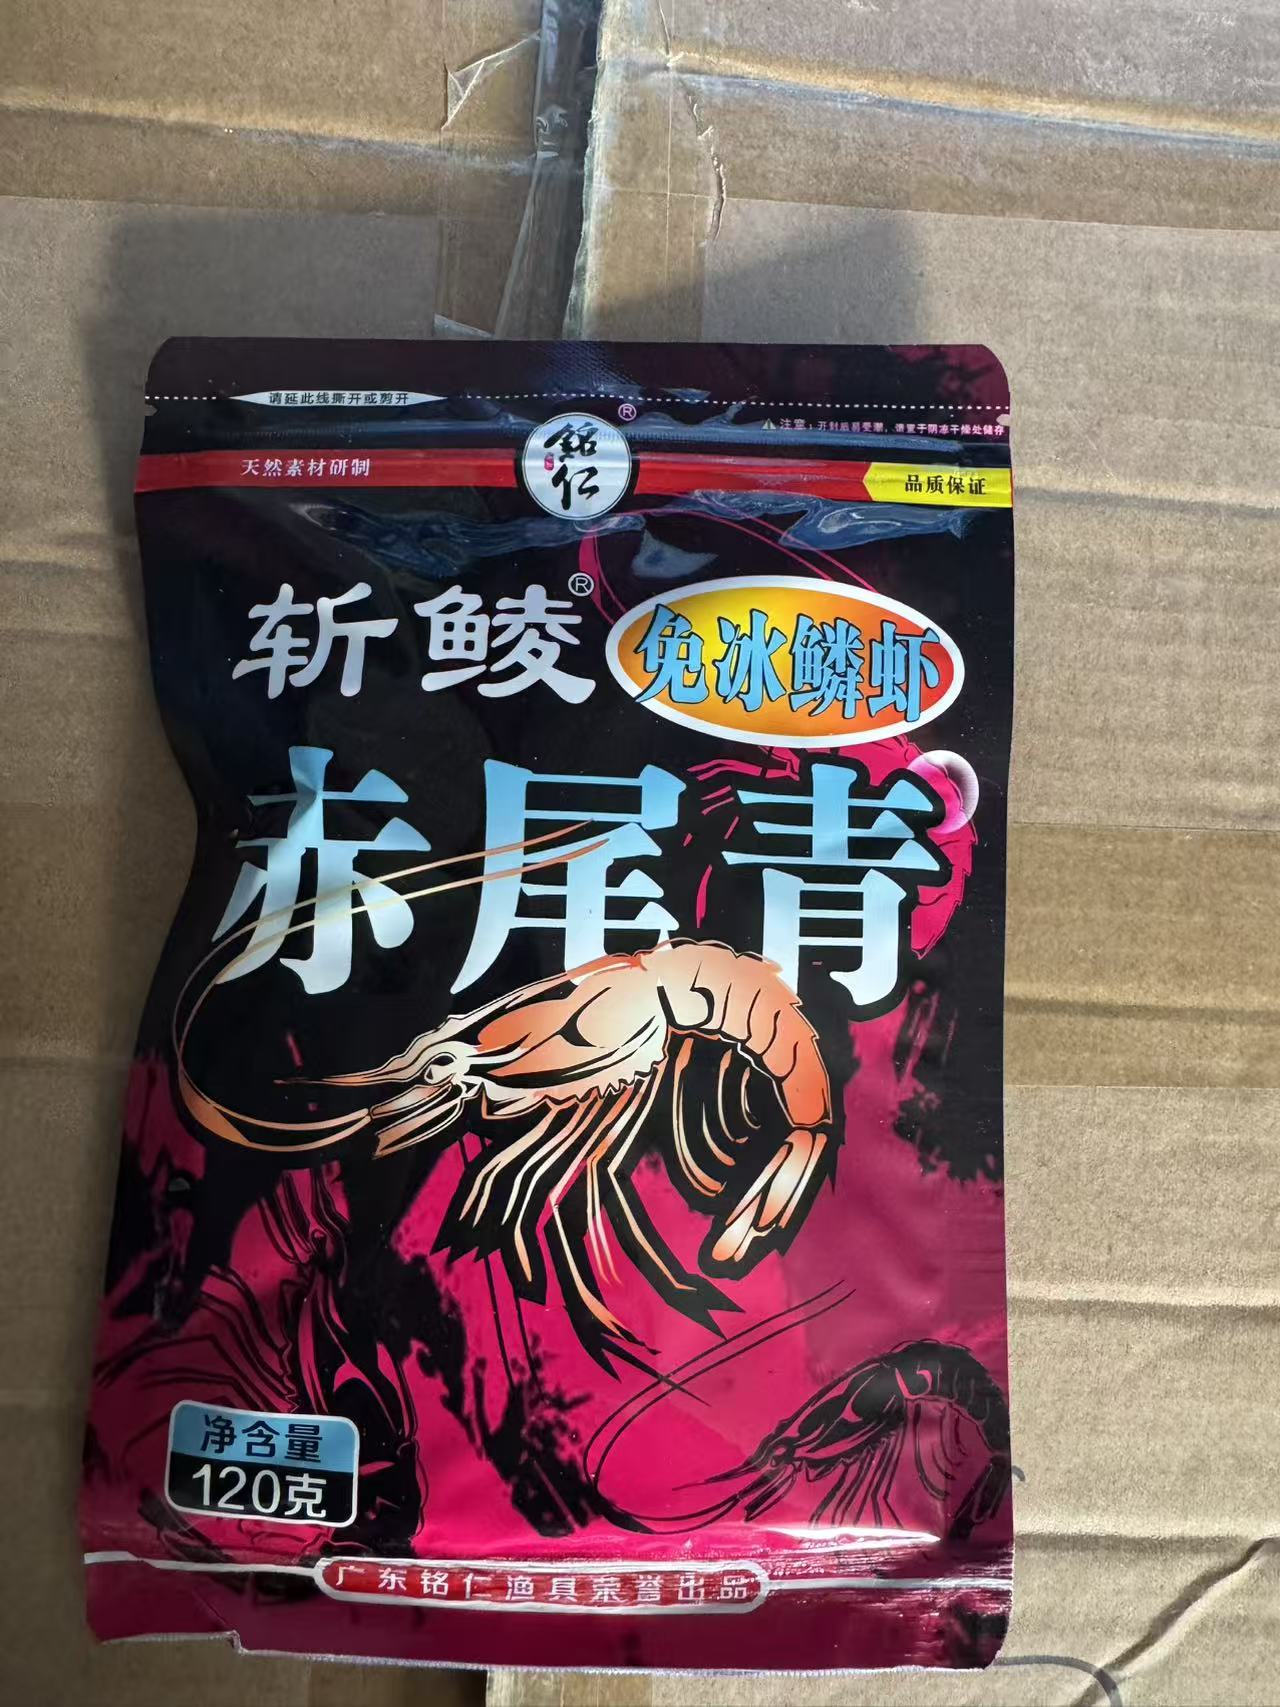 请延此线撕开或剪开
銘仁®
⚠注意：开封后易受潮，请置于阴凉干燥处储存
天然素材研制
品质保证
斩鲮®
免冰鳞虾
赤尾青
净含量
120克
广东铭仁渔具荣誉出品